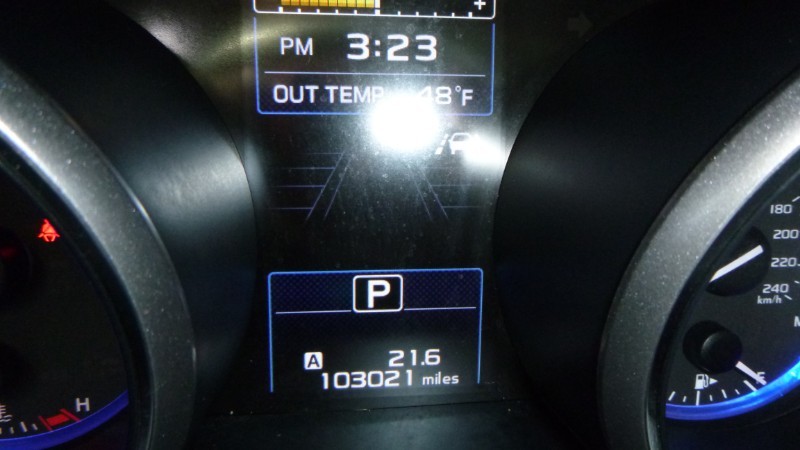 +
PM 3:23
OUT TEMP 48°F
180
200
220
240
km/h
P
A 21.6
103021 miles
H
F